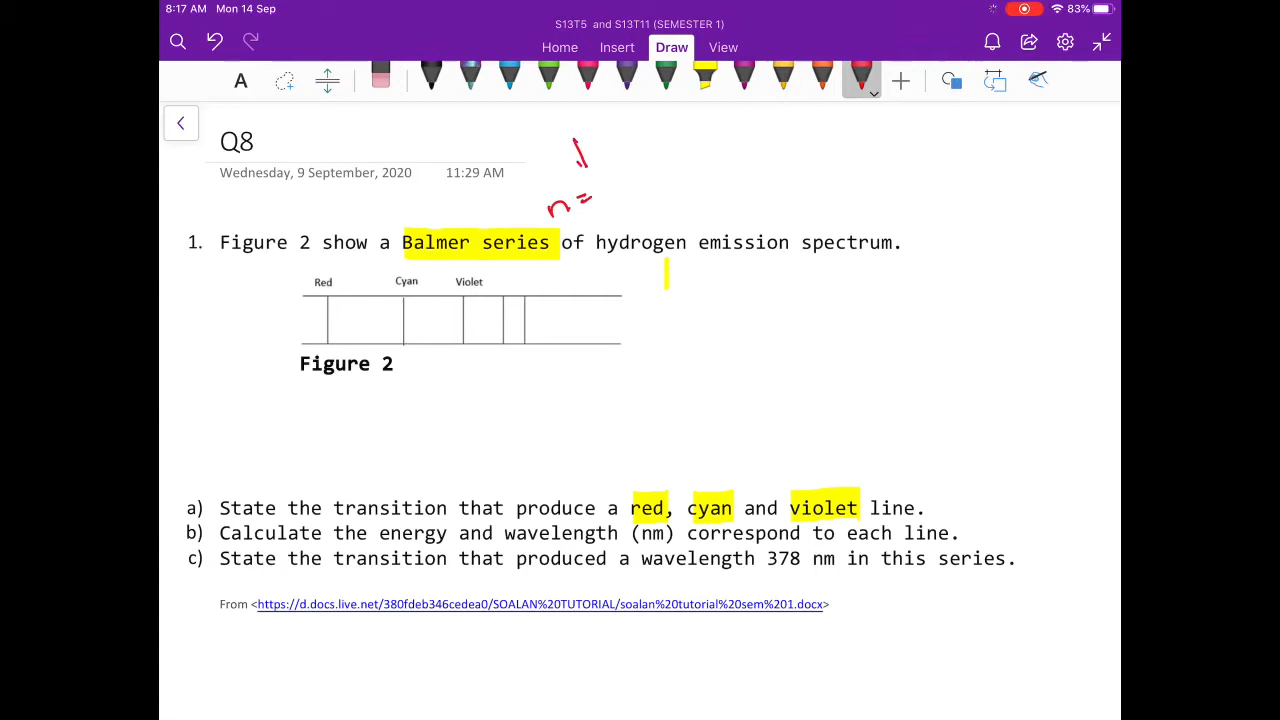 8:17 AM Mon 14 Sep
83%
S13T5 and S13T11 (SEMESTER 1)
Home Insert Draw View
A
Q8
Wednesday, 9 September, 2020 11:29 AM
n =
1. Figure 2 show a Balmer series of hydrogen emission spectrum.
Red Cyan Violet
Figure 2
a) State the transition that produce a red, cyan and violet line.
b) Calculate the energy and wavelength (nm) correspond to each line.
c) State the transition that produced a wavelength 378 nm in this series.
From <https://d.docs.live.net/380fdeb346cedea0/SOALAN%20TUTORIAL/soalan%20tutorial%20sem%201.docx>